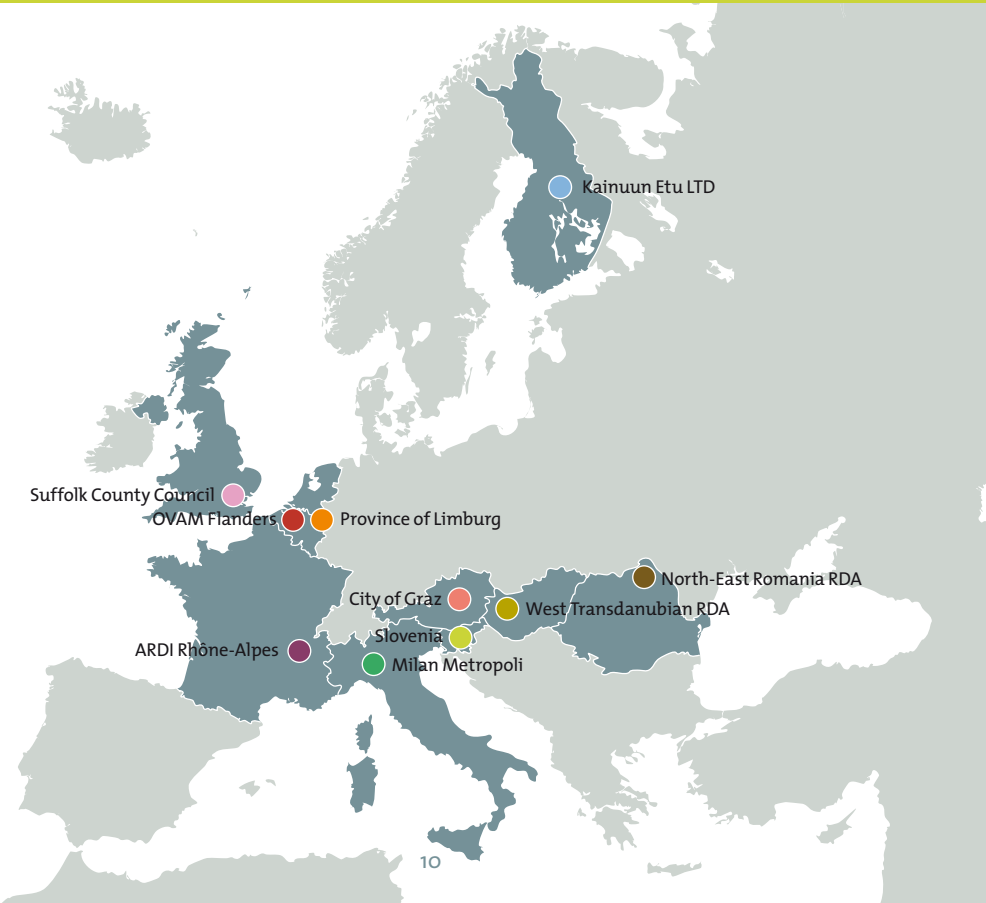 Kainuun Etu LTD
Suffolk County Council
OVAM Flanders
Province of Limburg
North-East Romania RDA
City of Graz
West Transdanubian RDA
Slovenia
ARDI Rhône-Alpes
Milan Metropoli
10